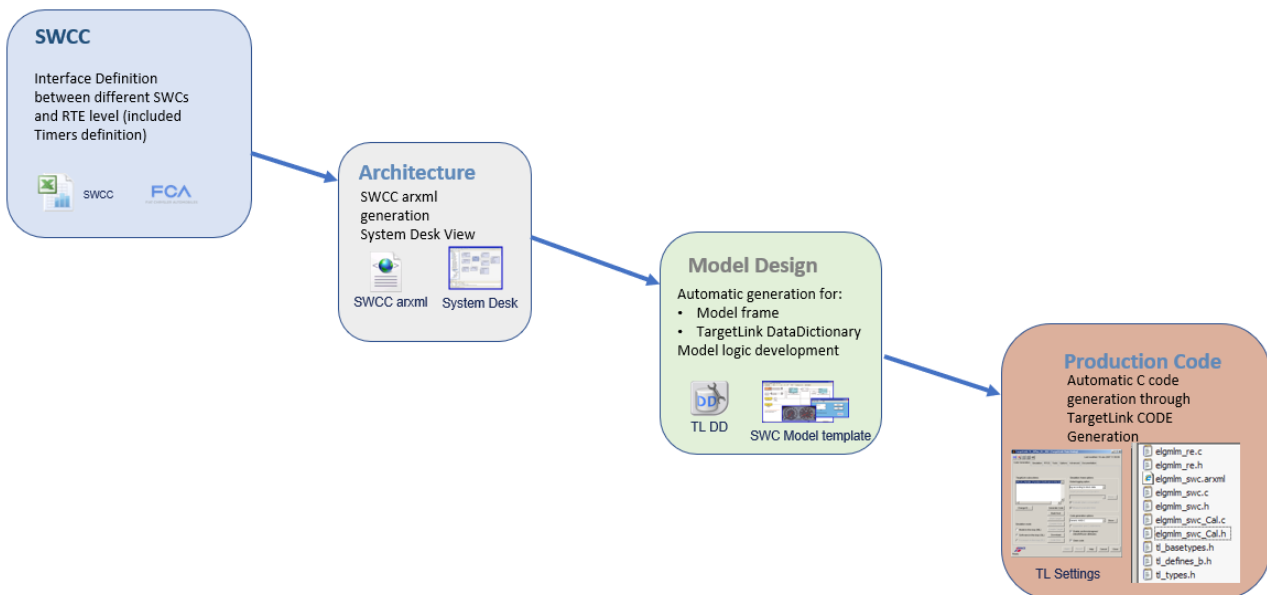 SWCC
Interface Definition
between different SWCs
and RTE level (included
Timers definition)
SWCC
FCA
Architecture
SWCC arxml
generation
System Desk View
SWCC arxml
System Desk
Model Design
Automatic generation for:
• Model frame
• TargetLink DataDictionary
Model logic development
DD
TL DD
SWC Model template
Production Code
Automatic C code
generation through
TargetLink CODE
Generation
elgmlm_re.c
elgmlm_re.h
elgmlm_swc.arxml
elgmlm_swc.c
elgmlm_swc.h
elgmlm_swc_Cal.c
elgmlm_swc_Cal.h
tl_basetypes.h
tl_defines_b.h
tl_types.h
TL Settings